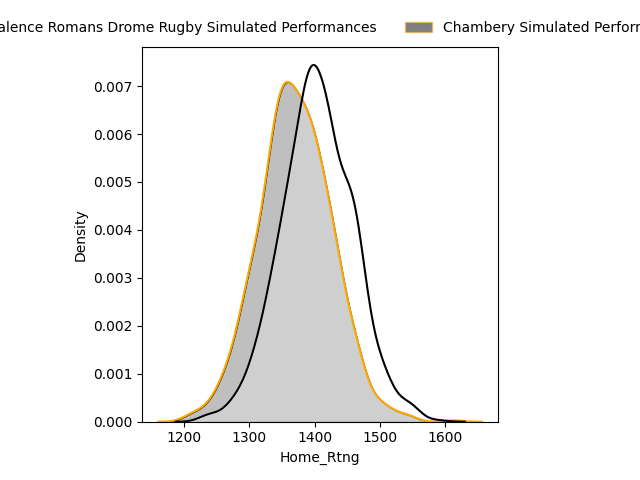 alence Romans Drome Rugby Simulated Performances
Chambery Simulated Perfor
0.007
0.006
0.005
0.004
0.003
0.002
0.001
0.000
Density
1200 1300 1400 1500 1600
Home_Rtng